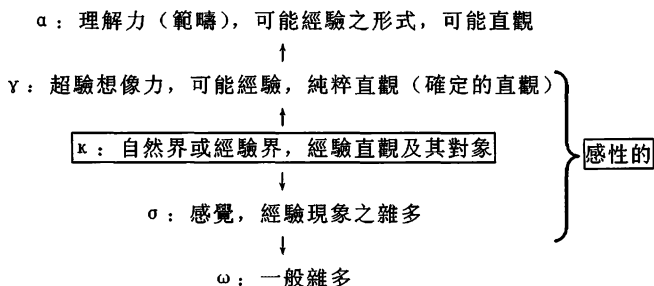 α：理解力（範疇），可能經驗之形式，可能直觀
γ：超驗想像力，可能經驗，純粹直觀（確定的直觀）
κ：自然界或經驗界，經驗直觀及其對象
感性的
σ：感覺，經驗現象之雜多
ω：一般雜多